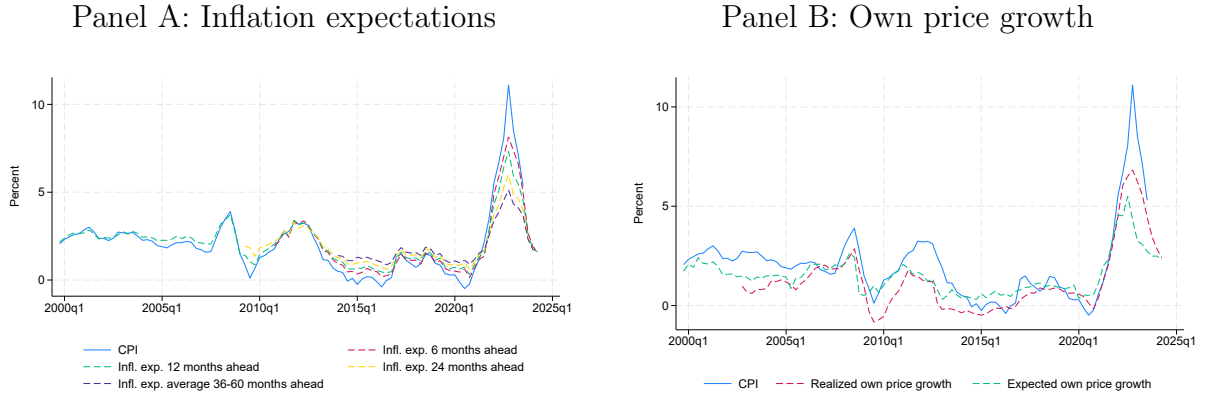 Panel A: Inflation expectations
Percent
10
5
0
2000q1 2005q1 2010q1 2015q1 2020q1 2025q1
CPI
Infl. exp. 6 months ahead
Infl. exp. 12 months ahead
Infl. exp. 24 months ahead
Infl. exp. average 36-60 months ahead
Panel B: Own price growth
Percent
10
5
0
2000q1 2005q1 2010q1 2015q1 2020q1 2025q1
CPI
Realized own price growth
Expected own price growth